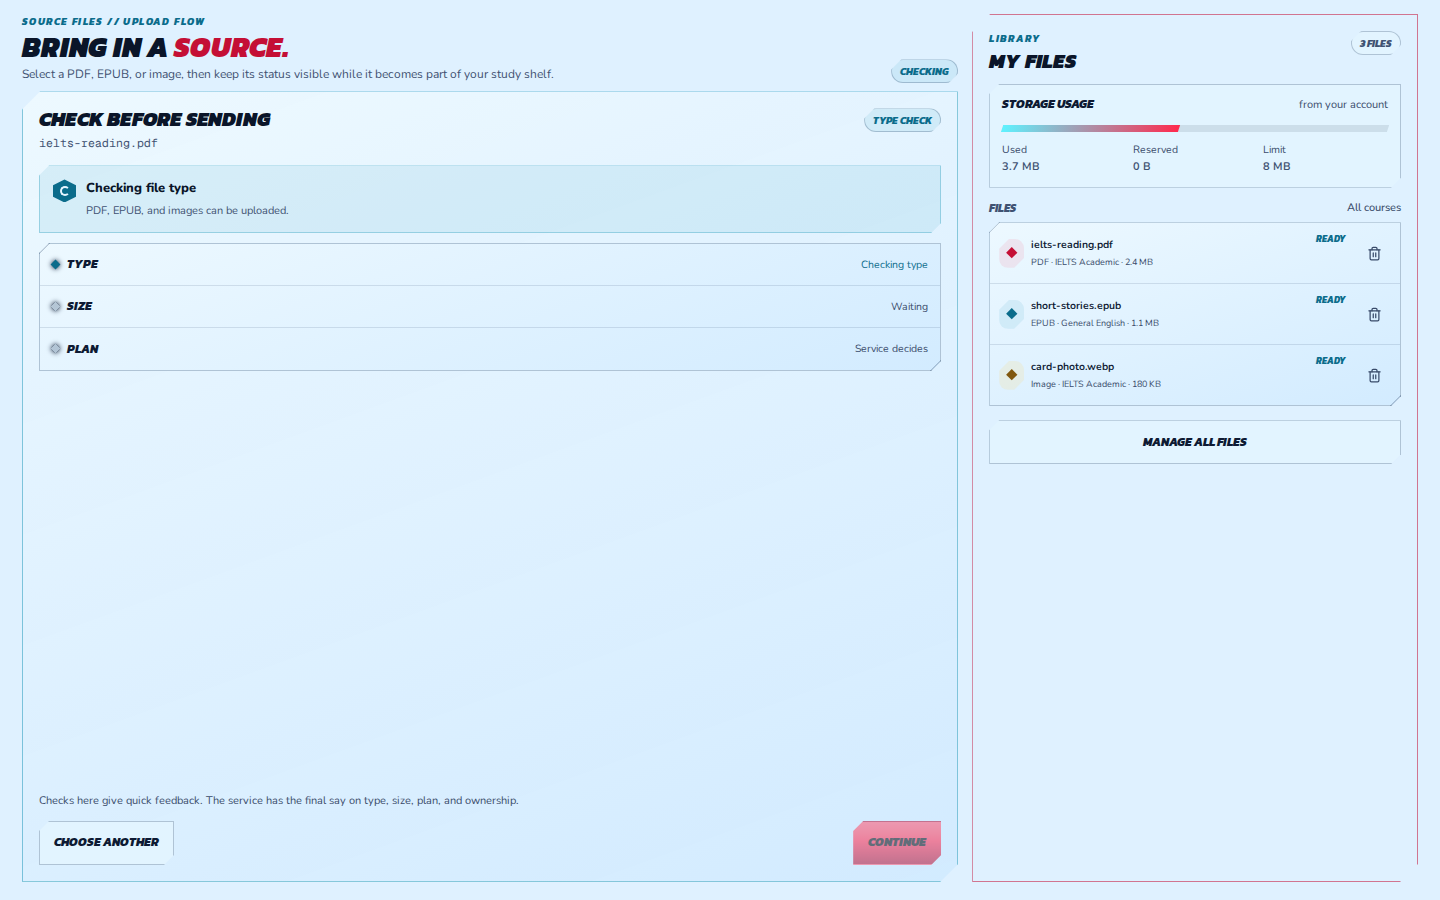 SOURCE FILES // UPLOAD FLOW
BRING IN A SOURCE.
Select a PDF, EPUB, or image, then keep its status visible while it becomes part of your study shelf.
CHECKING
CHECK BEFORE SENDING
ielts-reading.pdf
TYPE CHECK
C
Checking file type
PDF, EPUB, and images can be uploaded.
TYPE
Checking type
SIZE
Waiting
PLAN
Service decides
Checks here give quick feedback. The service has the final say on type, size, plan, and ownership.
CHOOSE ANOTHER
CONTINUE
LIBRARY
MY FILES
3 FILES
STORAGE USAGE
from your account
Used
Reserved
Limit
3.7 MB
0 B
8 MB
FILES
All courses
ielts-reading.pdf
PDF · IELTS Academic · 2.4 MB
READY
short-stories.epub
EPUB · General English · 1.1 MB
READY
card-photo.webp
Image · IELTS Academic · 180 KB
READY
MANAGE ALL FILES